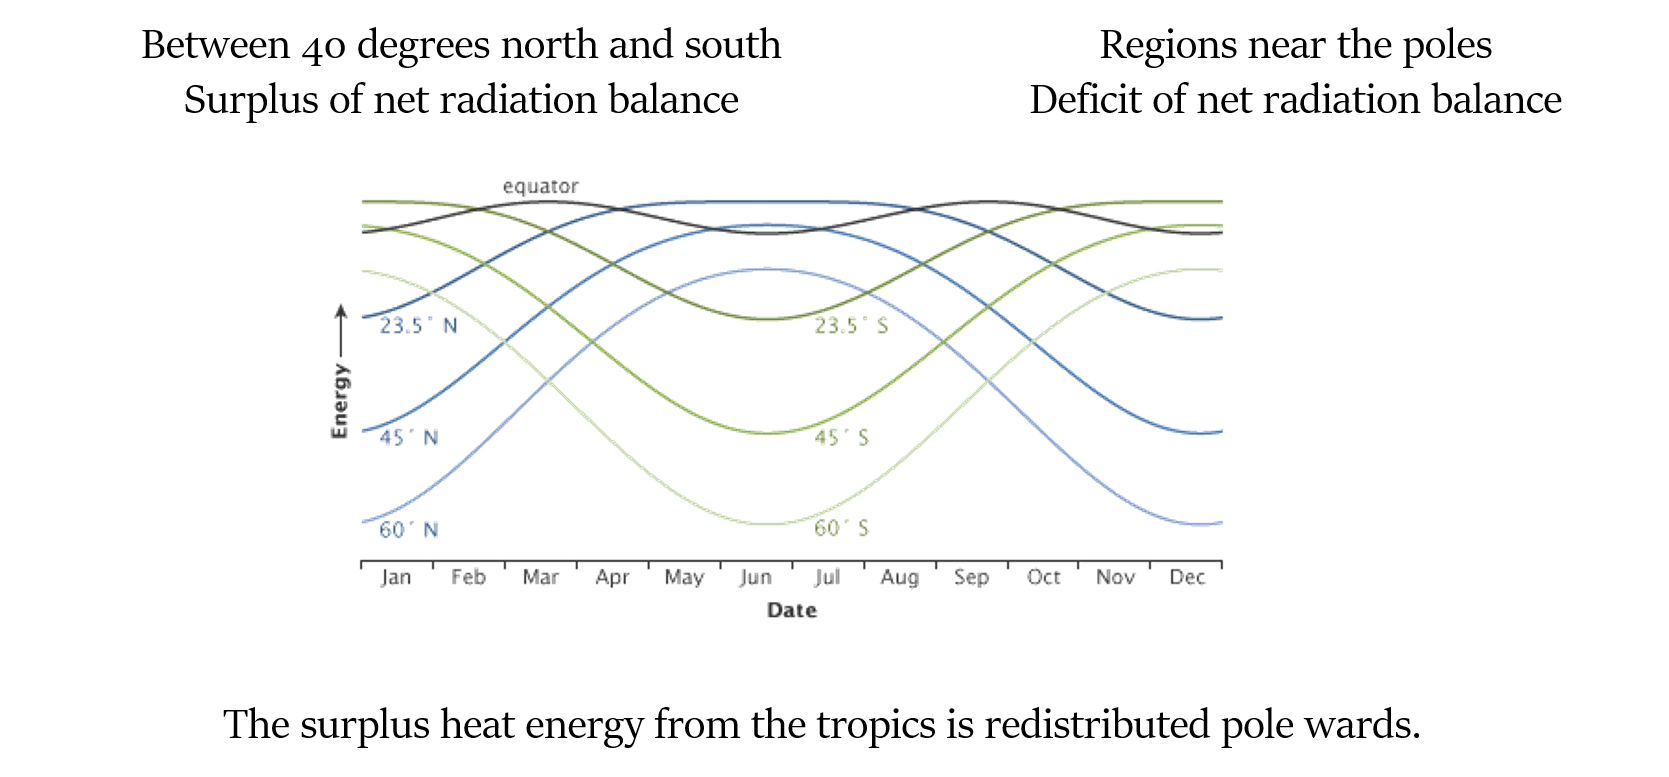 Between 40 degrees north and south
Surplus of net radiation balance
Regions near the poles
Deficit of net radiation balance
equator
23.5° N
23.5° S
45° N
45° S
60° N
60° S
Energy
Jan Feb Mar Apr May Jun Jul Aug Sep Oct Nov Dec
Date
The surplus heat energy from the tropics is redistributed pole wards.